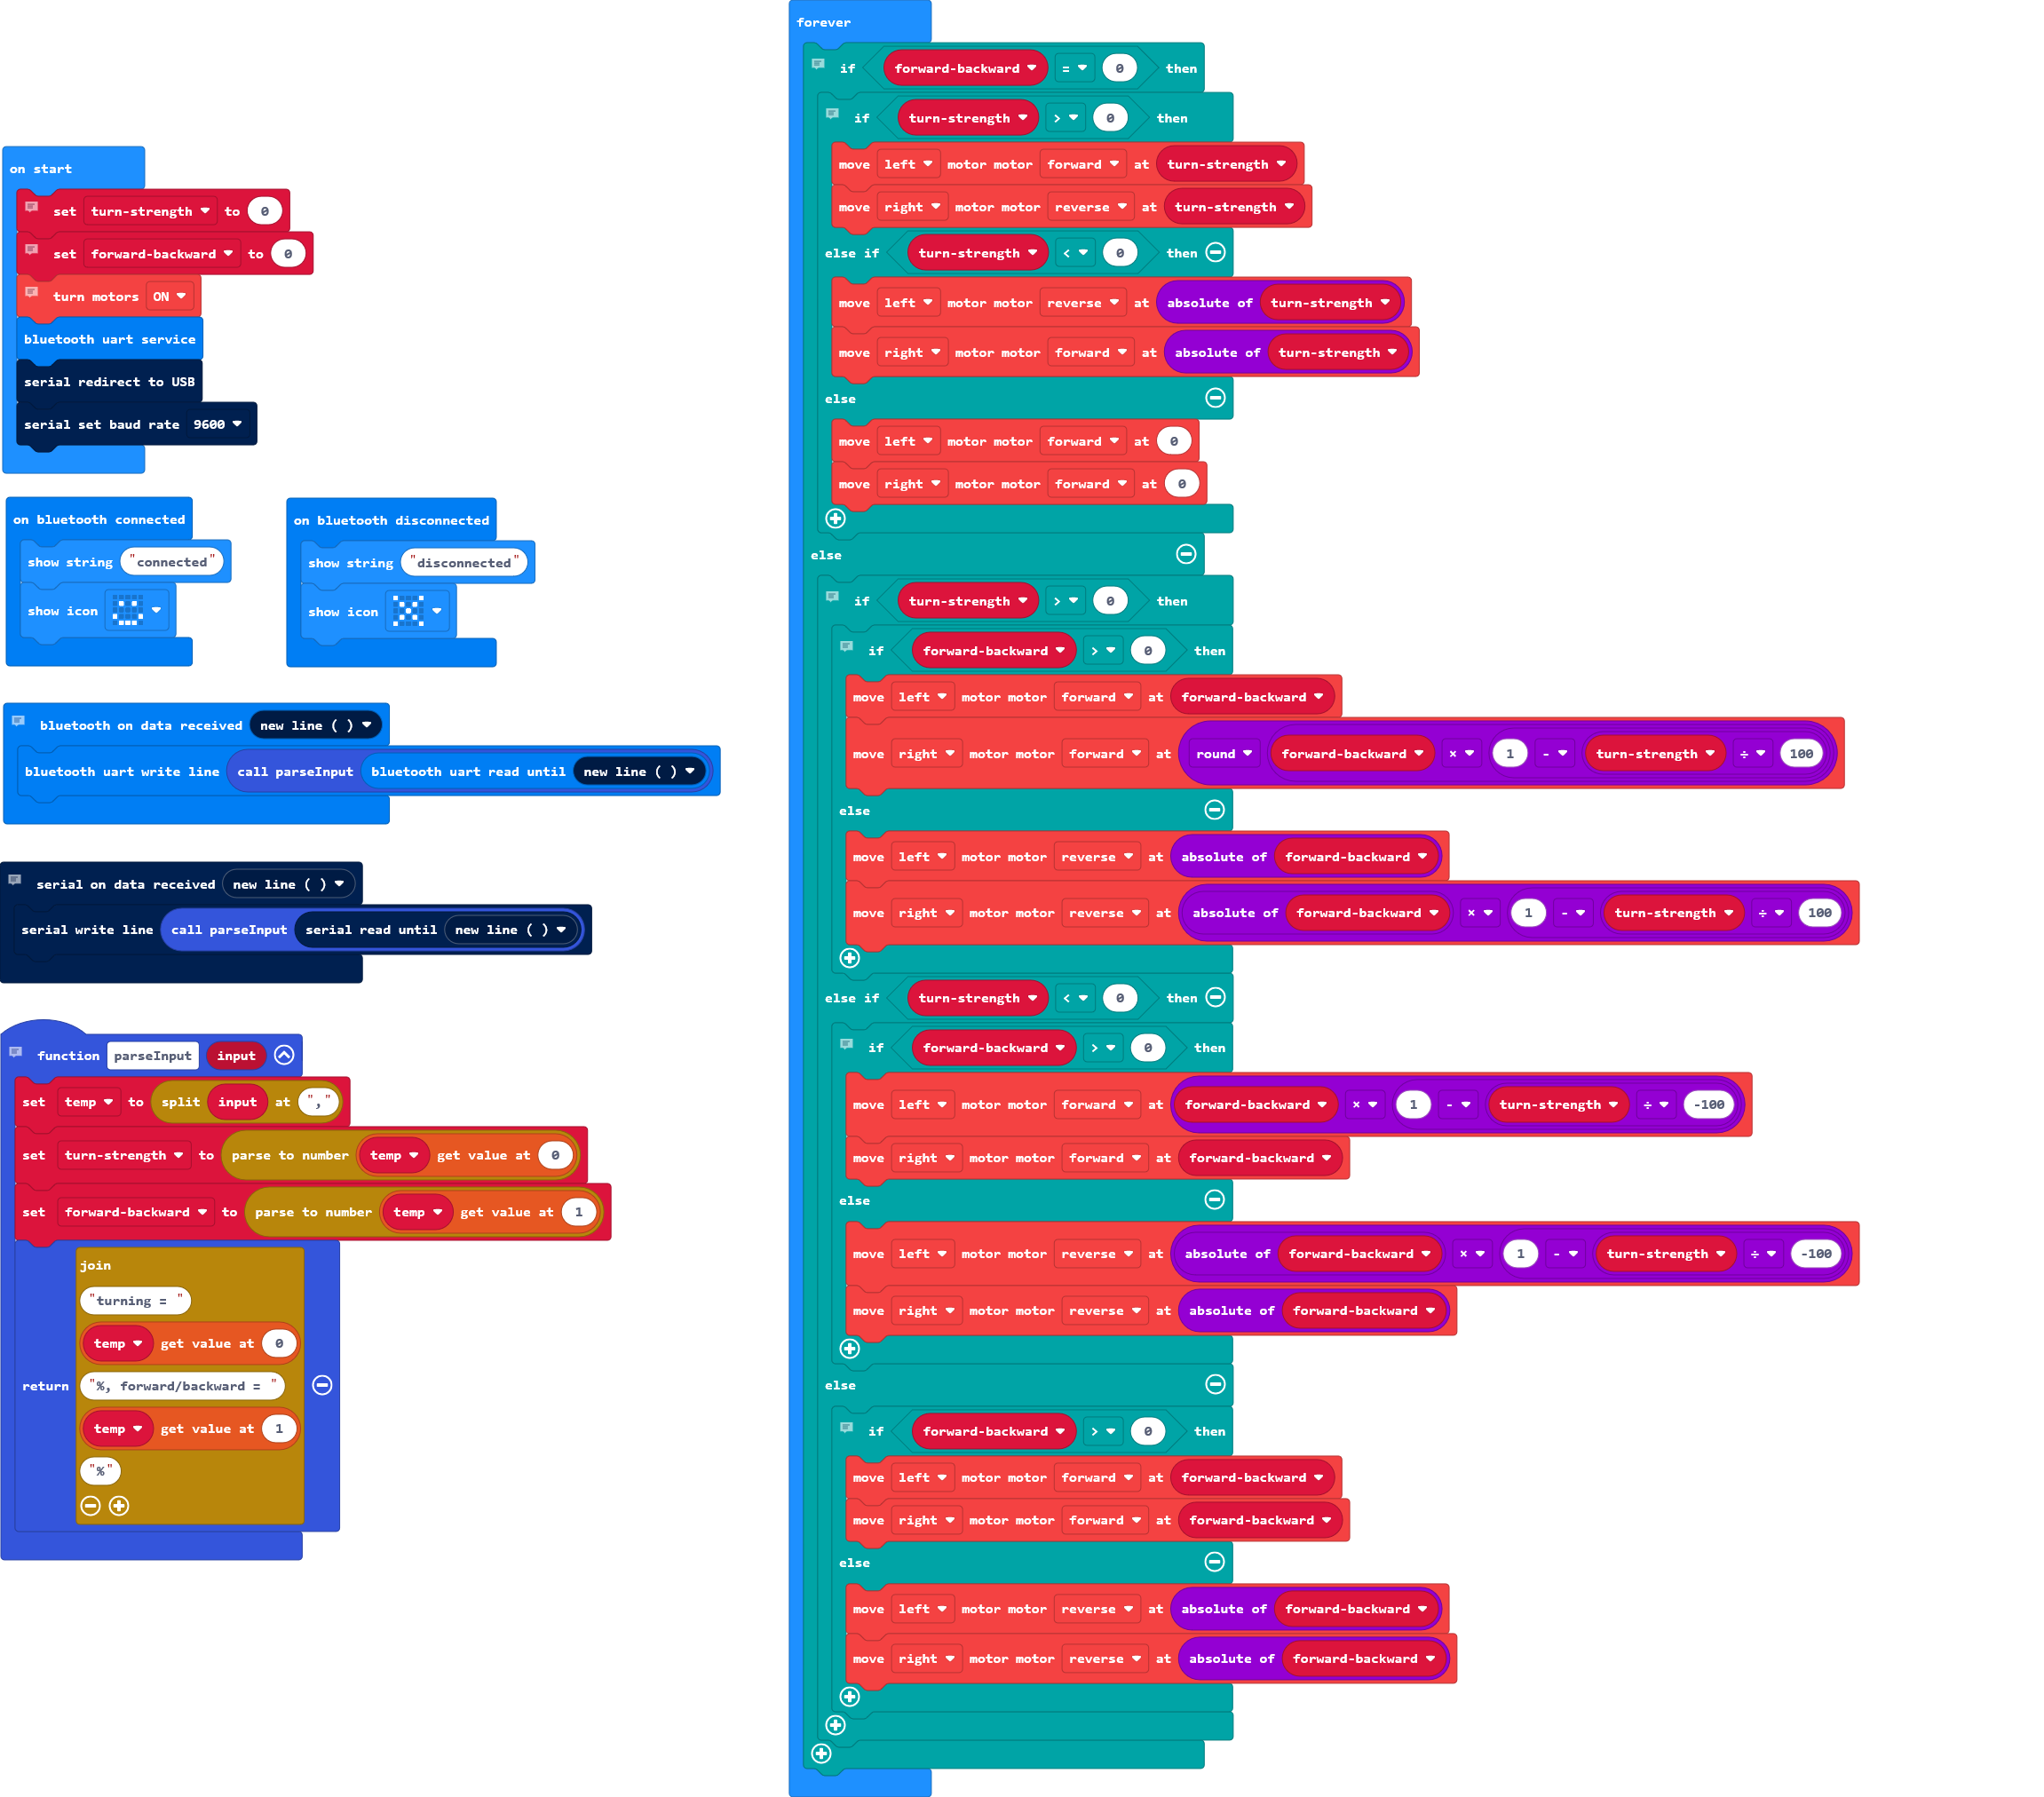 on start
set turn-strength to 0
set forward-backward to 0
turn motors ON
bluetooth uart service
serial redirect to USB
serial set baud rate 9600
on bluetooth connected
show string "connected"
show icon
on bluetooth disconnected
show string "disconnected"
show icon
bluetooth on data received new line ( )
bluetooth uart write line call parseInput bluetooth uart read until new line ( )
serial on data received new line ( )
serial write line call parseInput serial read until new line ( )
function parseInput input
set temp to split input at ","
set turn-strength to parse to number temp get value at 0
set forward-backward to parse to number temp get value at 1
join
"turning = "
temp get value at 0
return "%, forward/backward = "
temp get value at 1
"%"
forever
if forward-backward = 0 then
if turn-strength > 0 then
move left motor motor forward at turn-strength
move right motor motor reverse at turn-strength
else if turn-strength < 0 then
move left motor motor reverse at absolute of turn-strength
move right motor motor forward at absolute of turn-strength
else
move left motor motor forward at 0
move right motor motor forward at 0
else
if turn-strength > 0 then
if forward-backward > 0 then
move left motor motor forward at forward-backward
move right motor motor forward at round forward-backward × 1 - turn-strength ÷ 100
else
move left motor motor reverse at absolute of forward-backward
move right motor motor reverse at absolute of forward-backward × 1 - turn-strength ÷ 100
else if turn-strength < 0 then
if forward-backward > 0 then
move left motor motor forward at forward-backward × 1 - turn-strength ÷ -100
move right motor motor forward at forward-backward
else
move left motor motor reverse at absolute of forward-backward × 1 - turn-strength ÷ -100
move right motor motor reverse at absolute of forward-backward
else
if forward-backward > 0 then
move left motor motor forward at forward-backward
move right motor motor forward at forward-backward
else
move left motor motor reverse at absolute of forward-backward
move right motor motor reverse at absolute of forward-backward